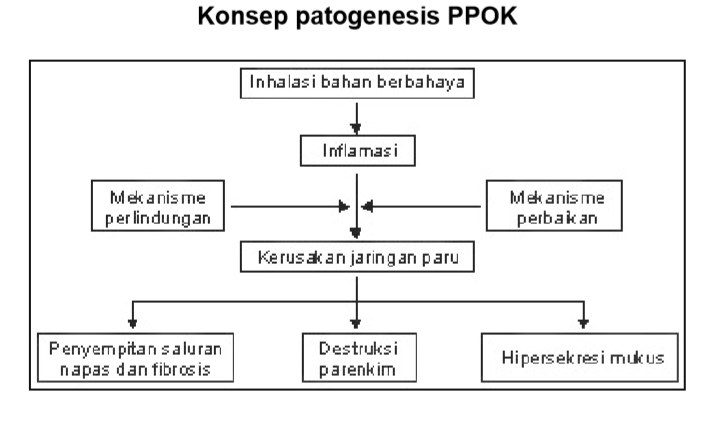 Konsep patogenesis PPOK
Inhalasi bahan berbahaya
Inflamasi
Mekanisme
perlindungan
Mekanisme
perbaikan
Kerusakan jaringan paru
Penyempitan saluran
napas dan fibrosis
Destruksi
parenkim
Hipersekresi mukus